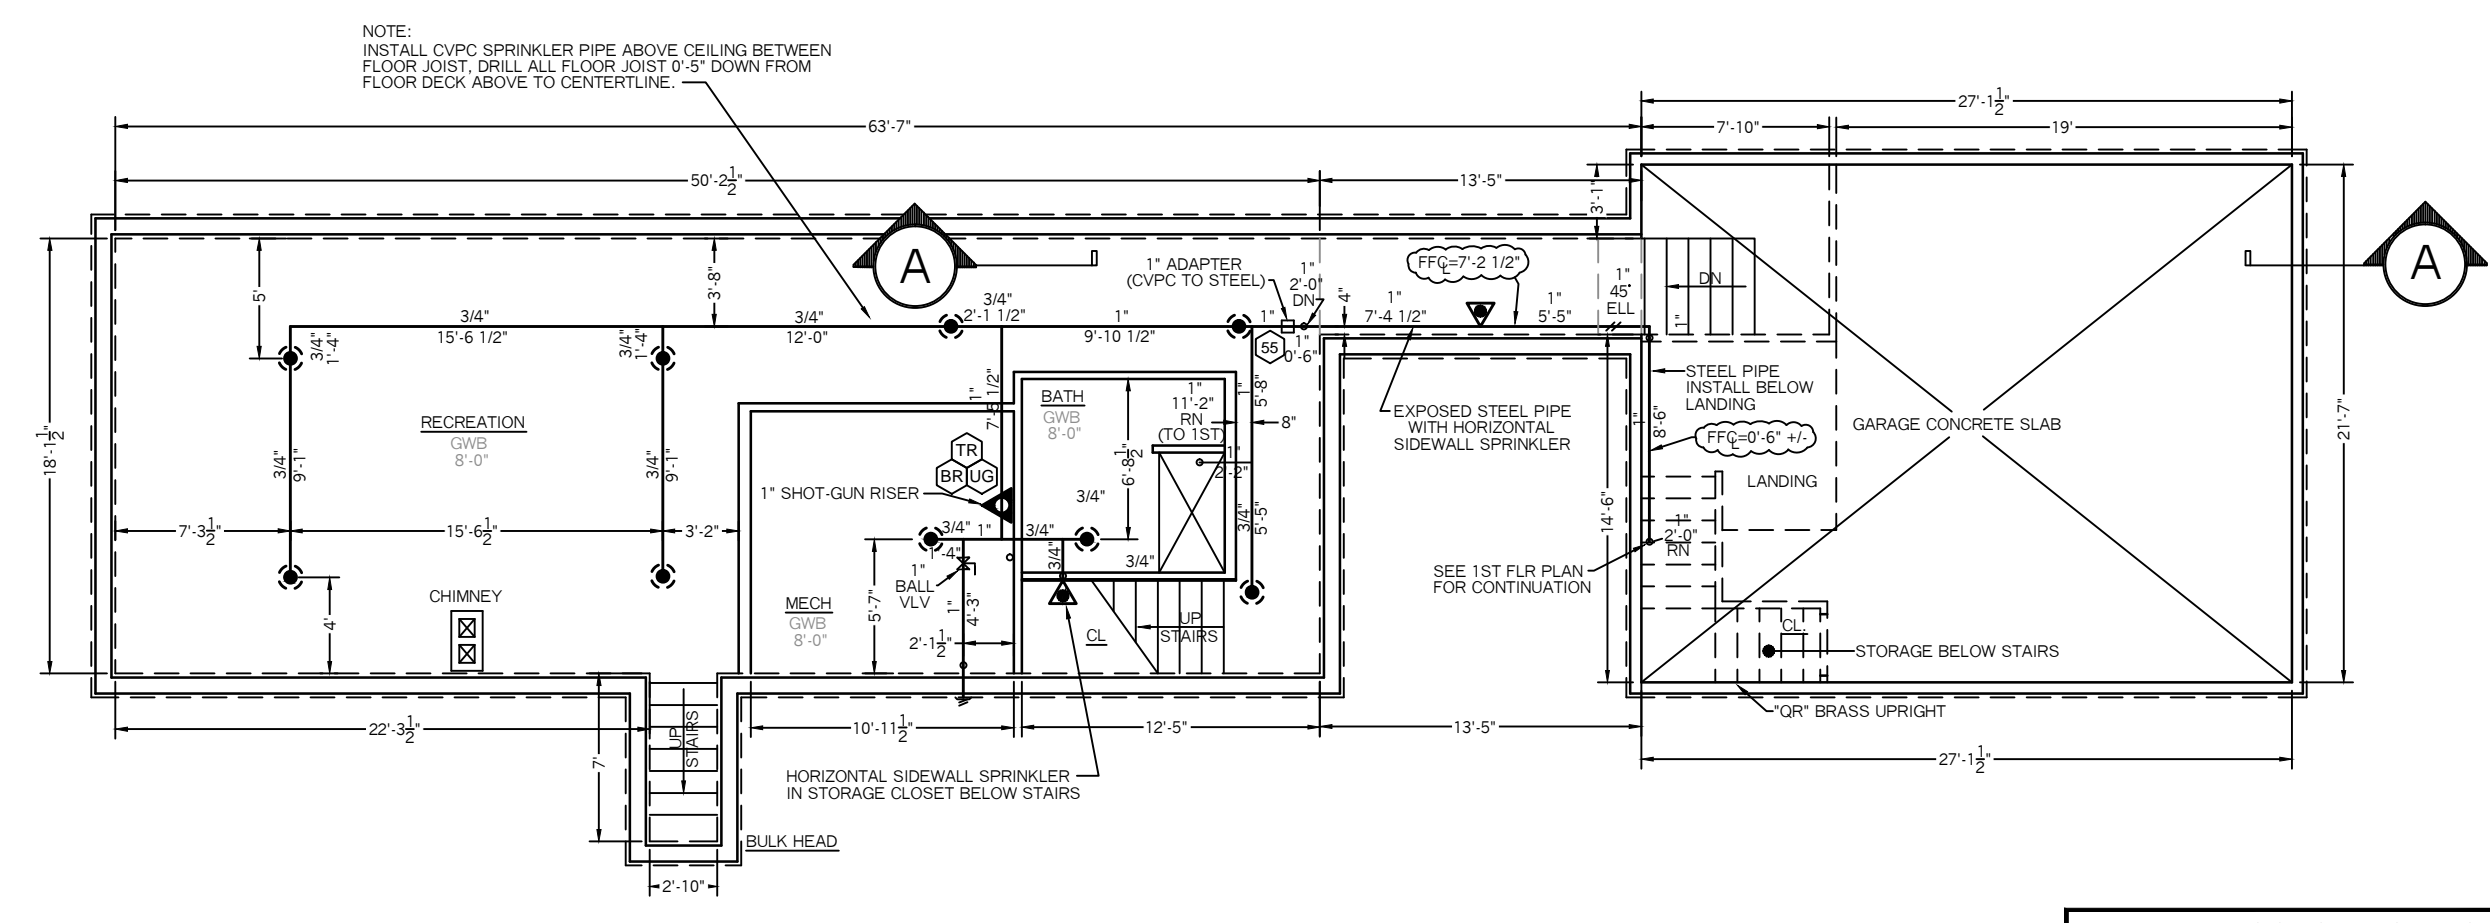 NOTE:
INSTALL CVPC SPRINKLER PIPE ABOVE CEILING BETWEEN
FLOOR JOIST, DRILL ALL FLOOR JOIST 0'-5" DOWN FROM
FLOOR DECK ABOVE TO CENTERTLINE.
27'-1 1/2"
63'-7"
7'-10"
19'
50'-2 1/2"
13'-5"
3'-1"
A
A
5'
3'-8"
1" ADAPTER
(CVPC TO STEEL)
1"
2'-0"
DN
FFC̲L=7'-2 1/2"
1"
45°
ELL
DN
3/4"
15'-6 1/2"
3/4"
1'-4"
3/4"
1'-4"
3/4"
12'-0"
3/4"
2'-1 1/2"
1"
9'-10 1/2"
1"
55
1"
0'-6"
4"
1"
7'-4 1/2"
1"
5'-5"
1"
STEEL PIPE
INSTALL BELOW
LANDING
RECREATION
GWB
8'-0"
1"
7'-5 1/2"
BATH
GWB
8'-0"
1"
11'-2"
RN
(TO 1ST)
1"
5'-8"
8"
EXPOSED STEEL PIPE
WITH HORIZONTAL
SIDEWALL SPRINKLER
1"
8'-6"
FFCL=0'-6" +/-
GARAGE CONCRETE SLAB
21'-7"
18'-1 1/2"
3/4"
9'-1"
3/4"
9'-1"
TR
BR
UG
6'-8 1/2"
1"
2'-2"
LANDING
1" SHOT-GUN RISER
3/4"
7'-3 1/2"
15'-6 1/2"
3'-2"
3/4"
1"
3/4"
3/4"
5'-5"
14'-6"
1"
2'-0"
RN
1'-4"
1"
BALL
VLV
3/4"
3/4"
SEE 1ST FLR PLAN
FOR CONTINUATION
CHIMNEY
4'
MECH
GWB
8'-0"
5'-7"
1"
4'-3"
2'-1 1/2"
CL
UP
STAIRS
CL.
STORAGE BELOW STAIRS
"QR" BRASS UPRIGHT
22'-3 1/2"
UP
STAIRS
10'-11 1/2"
12'-5"
13'-5"
27'-1 1/2"
7'
HORIZONTAL SIDEWALL SPRINKLER
IN STORAGE CLOSET BELOW STAIRS
BULK HEAD
2'-10"